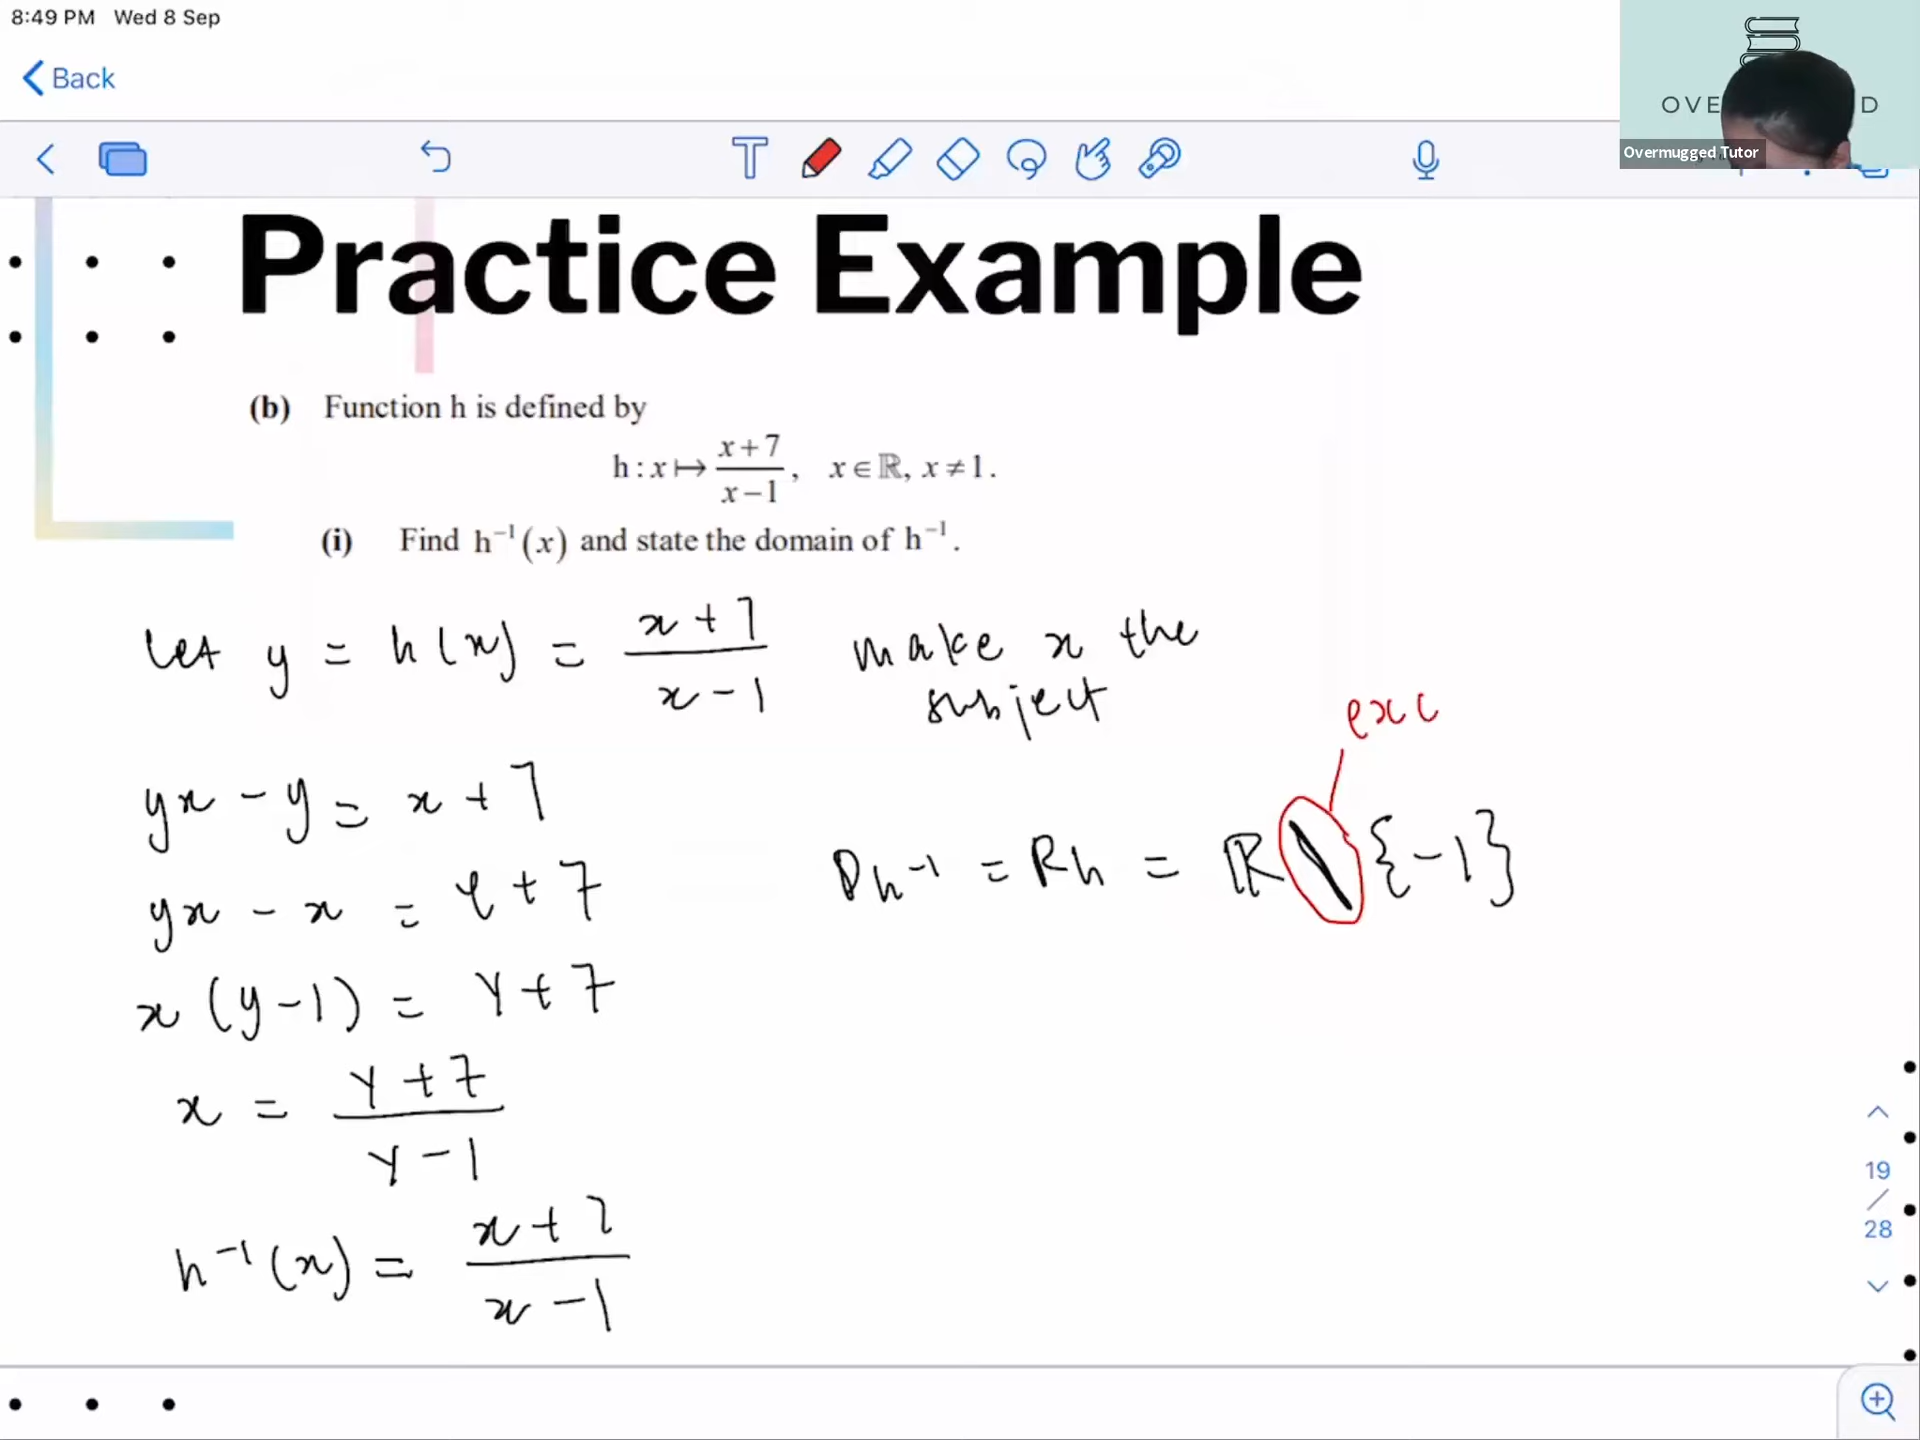 8:49 PM Wed 8 Sep
Back
OVE D
Overmugged Tutor
Practice Example
(b) Function h is defined by
h : x ↦ (x+7)/(x−1), x ∈ ℝ, x ≠ 1.
(i) Find h⁻¹(x) and state the domain of h⁻¹.
let y = h(x) = (x+7)/(x-1) make x the
subject
exc
yx - y = x + 7
Dh⁻¹ = Rh = ℝ \ {-1}
yx - x = y + 7
x (y-1) = y + 7
x = (y+7)/(y-1)
h⁻¹(x) = (x+7)/(x-1)
19
/
28